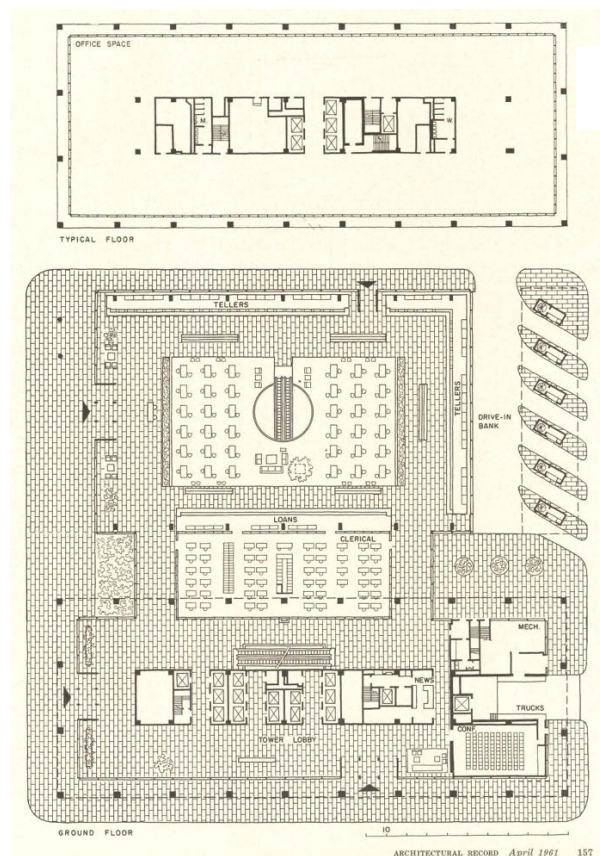 OFFICE SPACE
M.
W.
TYPICAL FLOOR
TELLERS
TELLERS
DRIVE-IN
BANK
LOANS
CLERICAL
MECH.
NEWS
TRUCKS
CONF.
TOWER LOBBY
GROUND FLOOR
10
ARCHITECTURAL RECORD April 1961 157